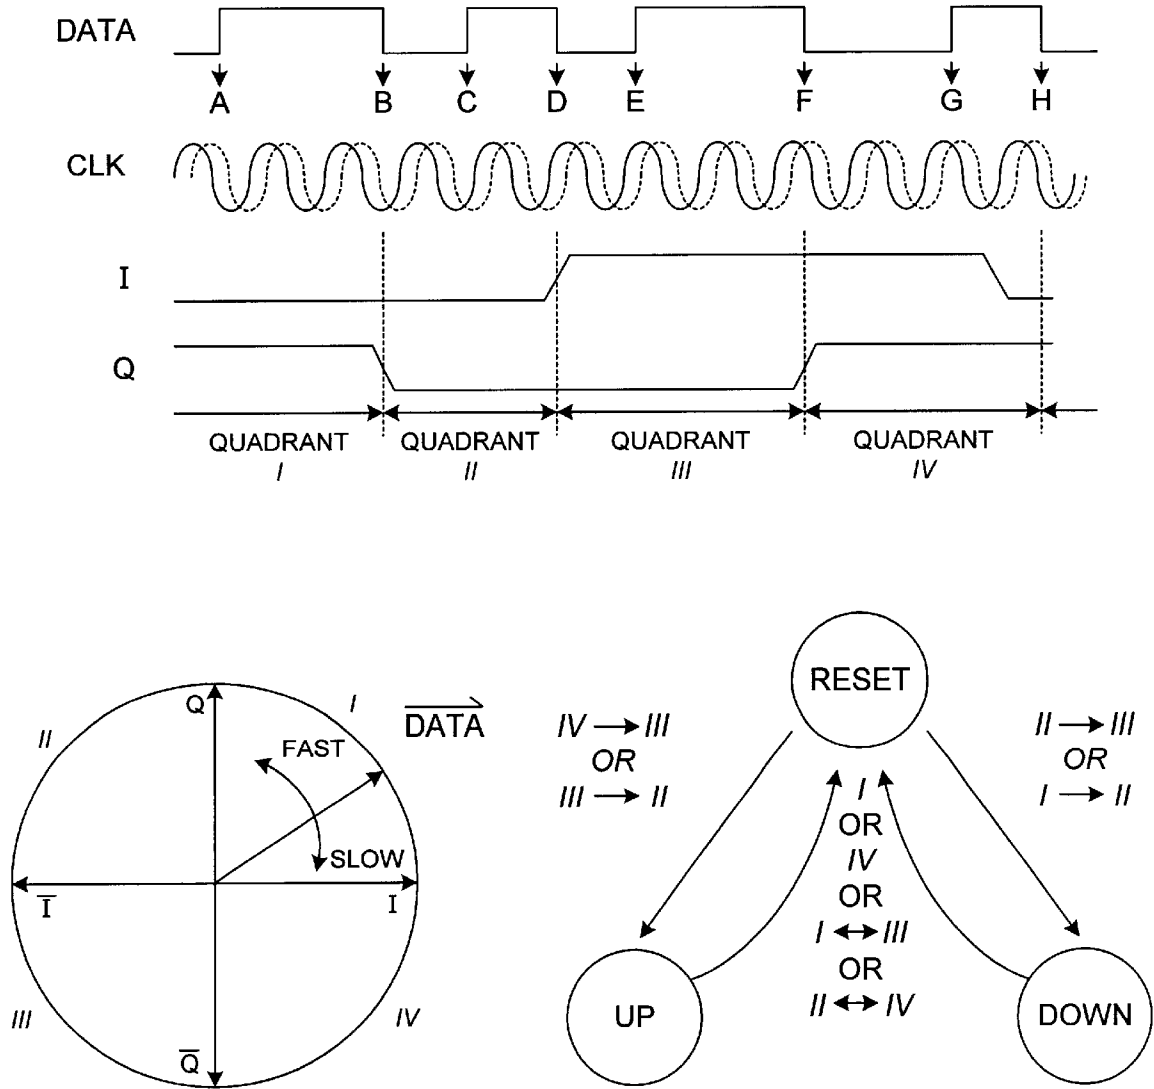 DATA
A B C D E F G H
CLK
I
Q
QUADRANT QUADRANT QUADRANT QUADRANT
I II III IV
Q
I
II
FAST
DATA
SLOW
I̅
I
III
IV
Q̅
RESET
IV → III
OR
III → II
II → III
OR
I → II
I
OR
IV
OR
I ↔ III
OR
II ↔ IV
UP
DOWN